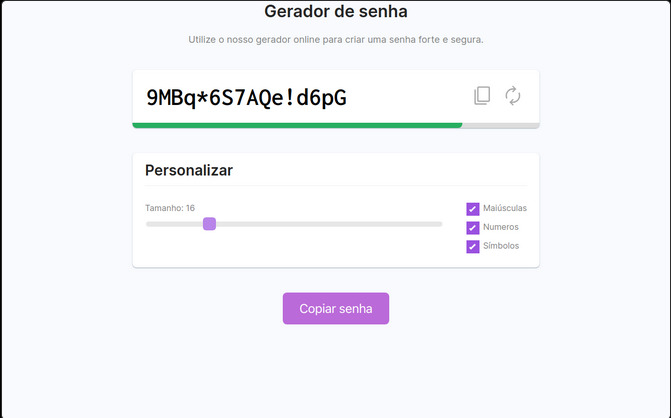 Gerador de senha
Utilize o nosso gerador online para criar uma senha forte e segura.
9MBq*6S7AQe!d6pG
Personalizar
Tamanho: 16
Maiúsculas
Numeros
Símbolos
Copiar senha